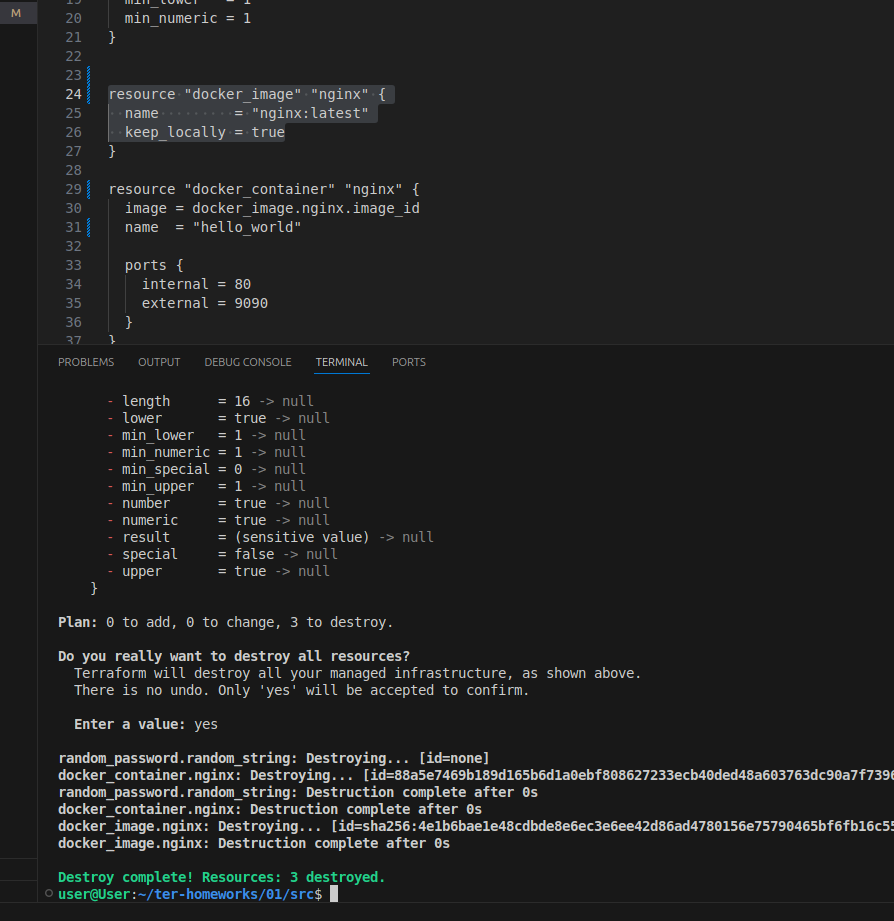 M
19 min_lower = 1
20 min_numeric = 1
21 }
22
23
24 resource "docker_image" "nginx" {
25 name = "nginx:latest"
26 keep_locally = true
27 }
28
29 resource "docker_container" "nginx" {
30 image = docker_image.nginx.image_id
31 name = "hello_world"
32
33 ports {
34 internal = 80
35 external = 9090
36 }
37 }
PROBLEMS OUTPUT DEBUG CONSOLE TERMINAL PORTS
- length = 16 -> null
- lower = true -> null
- min_lower = 1 -> null
- min_numeric = 1 -> null
- min_special = 0 -> null
- min_upper = 1 -> null
- number = true -> null
- numeric = true -> null
- result = (sensitive value) -> null
- special = false -> null
- upper = true -> null
}
Plan: 0 to add, 0 to change, 3 to destroy.
Do you really want to destroy all resources?
Terraform will destroy all your managed infrastructure, as shown above.
There is no undo. Only 'yes' will be accepted to confirm.
Enter a value: yes
random_password.random_string: Destroying... [id=none]
docker_container.nginx: Destroying... [id=88a5e7469b189d165b6d1a0ebf808627233ecb40ded48a603763dc90a7f7396
random_password.random_string: Destruction complete after 0s
docker_container.nginx: Destruction complete after 0s
docker_image.nginx: Destroying... [id=sha256:4e1b6bae1e48cdbde8e6ec3e6ee42d86ad4780156e75790465bf6fb16c55
docker_image.nginx: Destruction complete after 0s
Destroy complete! Resources: 3 destroyed.
user@User:~/ter-homeworks/01/src$